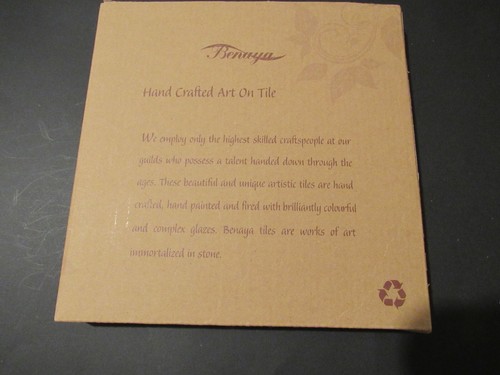 Benaya
Hand Crafted Art On Tile
We employ only the highest skilled craftspeople at our
guilds who possess a talent handed down through the
ages. These beautiful and unique artistic tiles are hand
crafted, hand painted and fired with brilliantly colourful
and complex glazes. Benaya tiles are works of art
immortalized in stone.